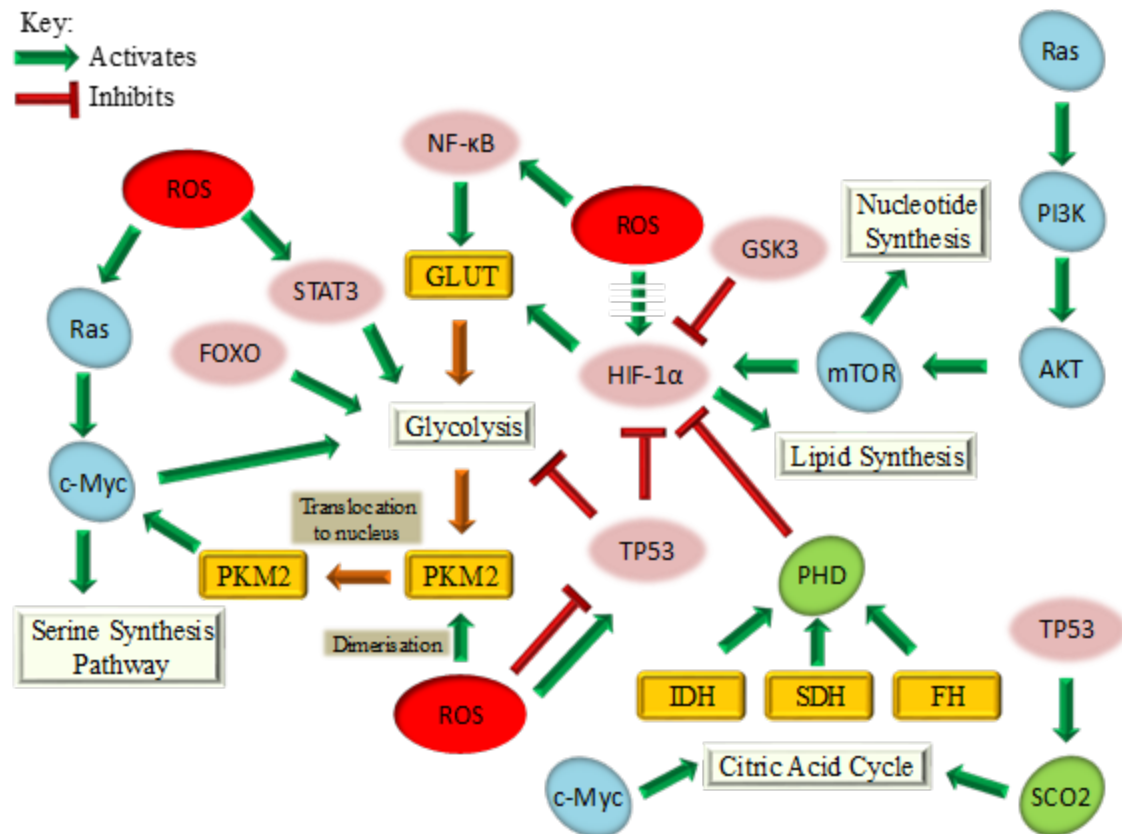 Key:
Activates
Inhibits
Ras
ROS
NF-κB
ROS
GSK3
Nucleotide
Synthesis
PI3K
STAT3
GLUT
Ras
FOXO
HIF-1α
mTOR
AKT
Glycolysis
Lipid Synthesis
c-Myc
Translocation
to nucleus
TP53
PKM2
PKM2
PHD
Serine Synthesis
Pathway
Dimerisation
TP53
ROS
IDH
SDH
FH
Citric Acid Cycle
c-Myc
SCO2